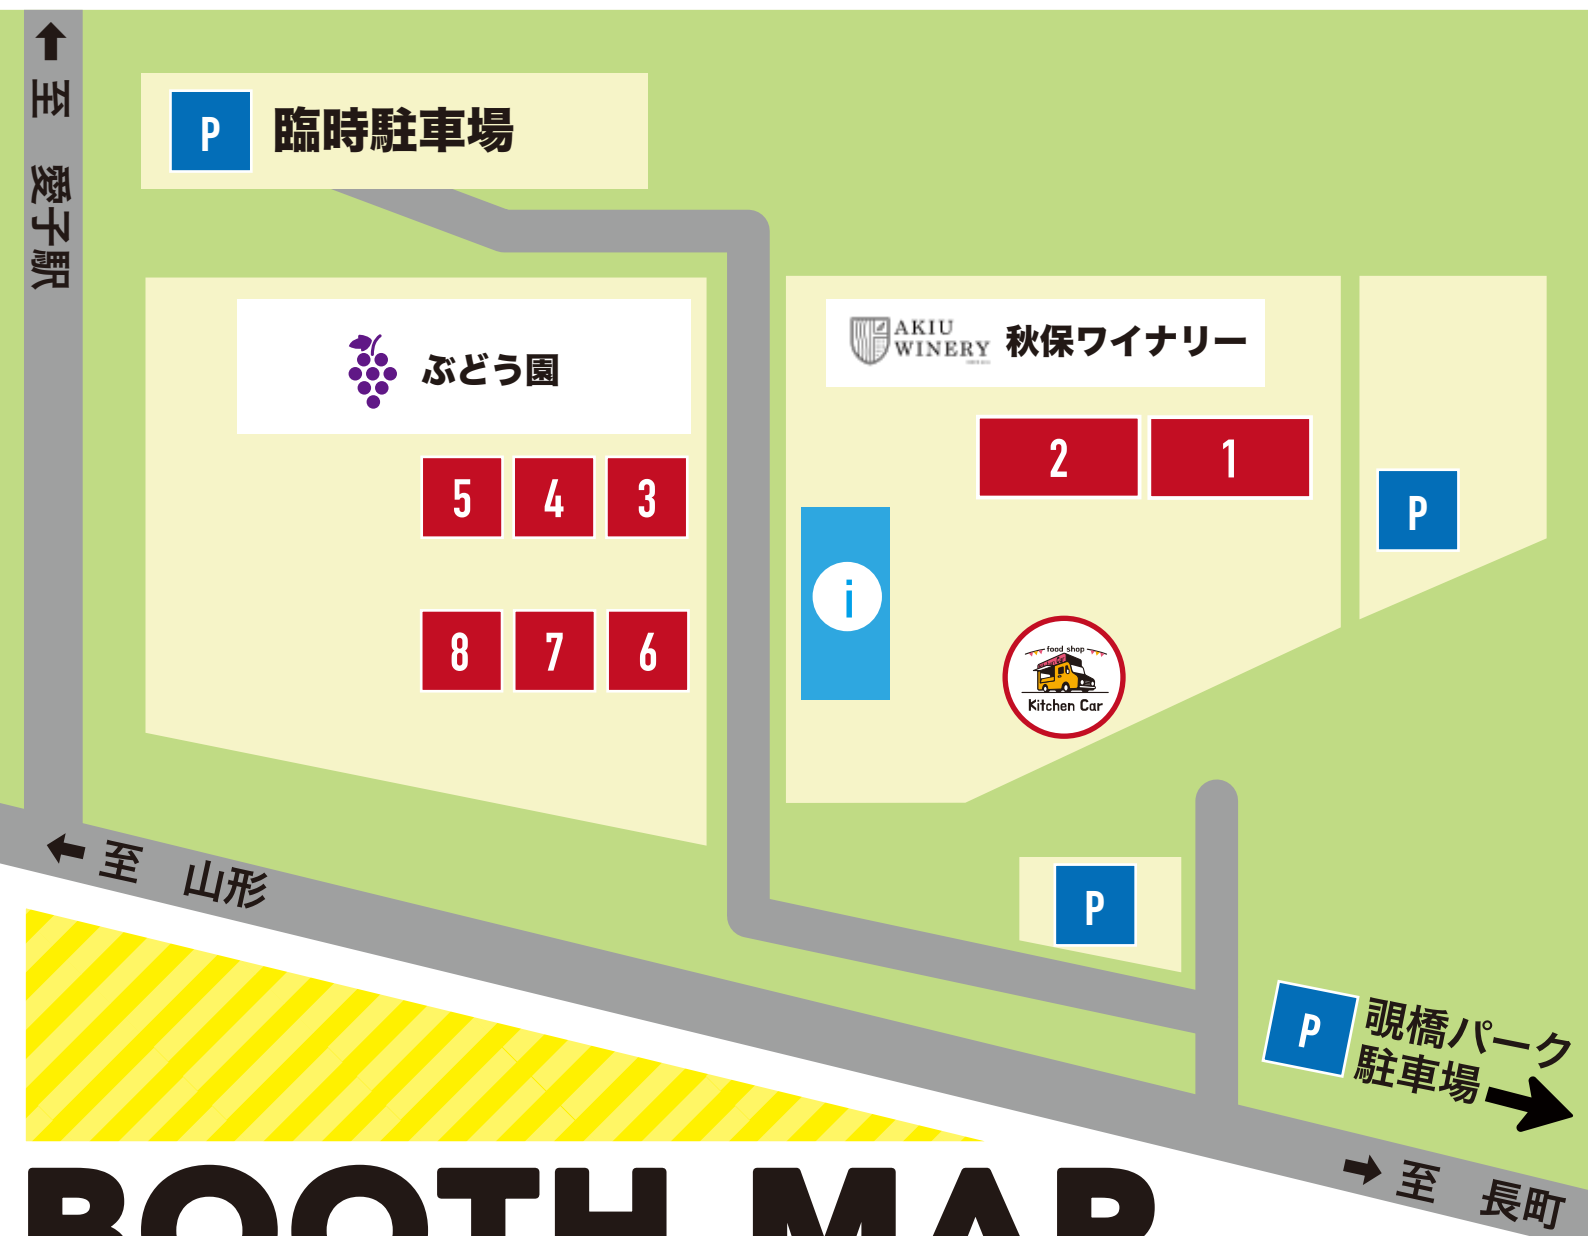 至 愛子駅
P 臨時駐車場
ぶどう園
AKIU
WINERY
秋保ワイナリー
2 1
5 4 3
P
i
8 7 6
food shop
Kitchen Car
至 山形
P
P 覗橋パーク
駐車場
至 長町
BOOTH MAP